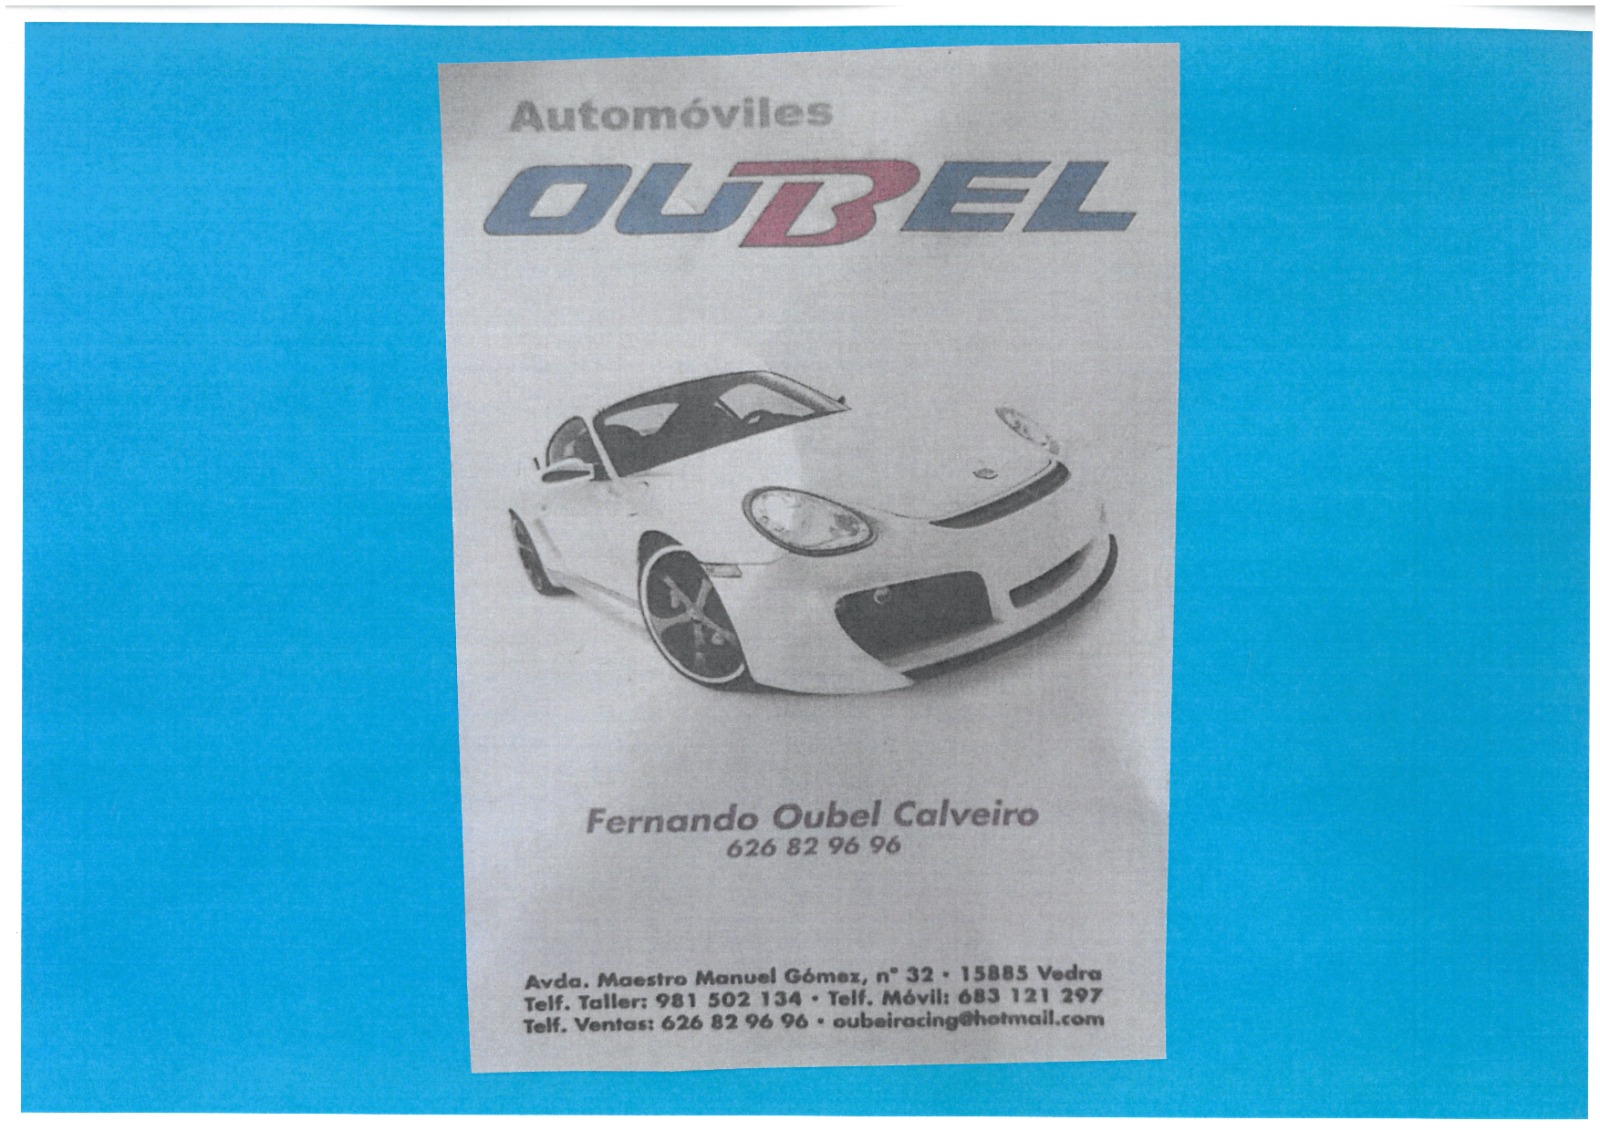 Automóviles
OUBEL
Fernando Oubel Calveiro
626 82 96 96
Avda. Maestro Manuel Gómez, nº 32 • 15885 Vedra
Telf. Taller: 981 502 134 • Telf. Móvil: 683 121 297
Telf. Ventas: 626 82 96 96 • oubeiracing@hotmail.com